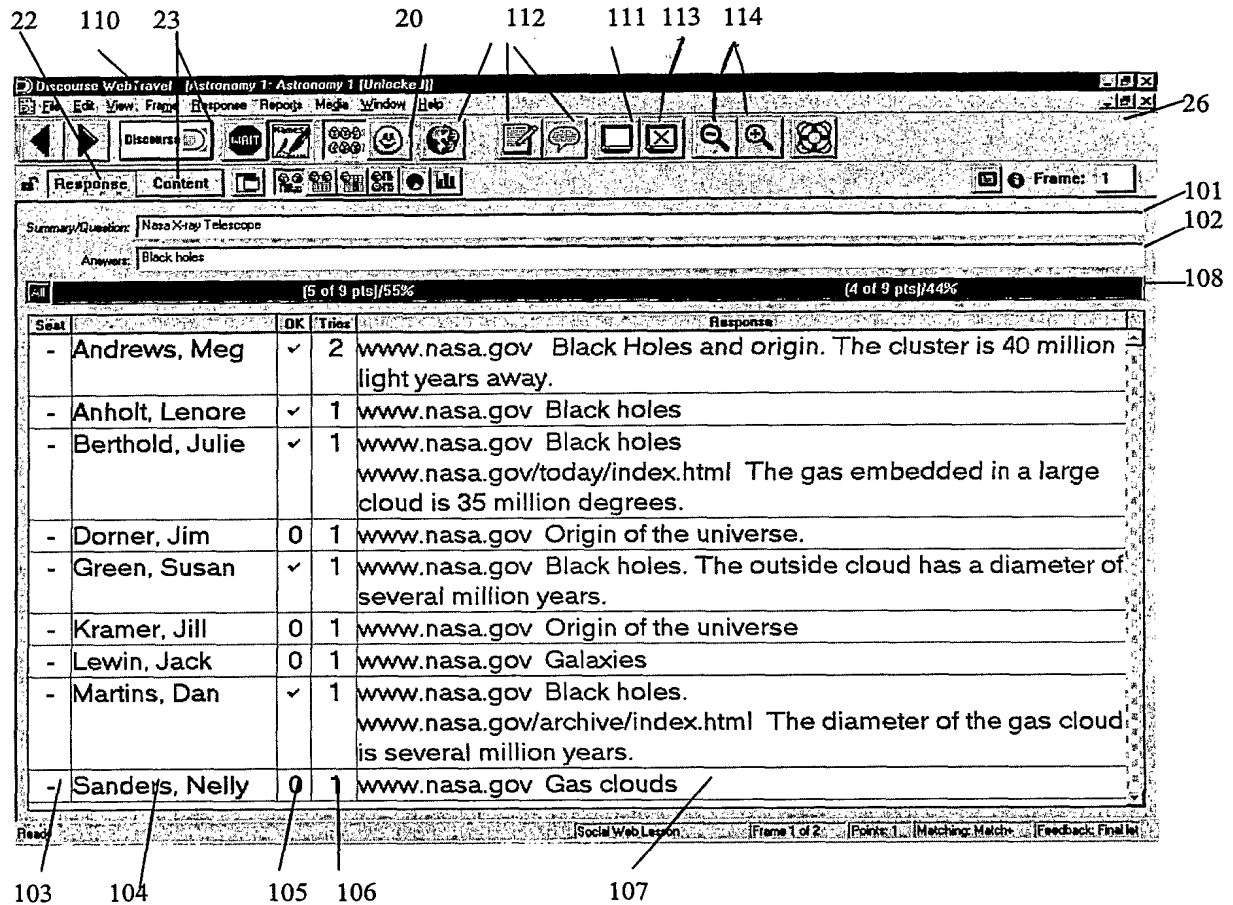 22 110 23 20 112 111 113 114
Discourse WebTravel - [Astronomy 1: Astronomy 1 [Unlocked]]
File Edit View Frame Response Reports Media Window Help
26
Discourse WAIT Names
Response Content Frame: 1
101
Summary/Question: Nasa X-ray Telescope
102
Answers: Black holes
All (5 of 9 pts)/55% (4 of 9 pts)/44%
108
Seat OK Tries Response
- Andrews, Meg ✓ 2 www.nasa.gov Black Holes and origin. The cluster is 40 million
light years away.
- Anholt, Lenore ✓ 1 www.nasa.gov Black holes
- Berthold, Julie ✓ 1 www.nasa.gov Black holes
www.nasa.gov/today/index.html The gas embedded in a large
cloud is 35 million degrees.
- Dorner, Jim 0 1 www.nasa.gov Origin of the universe.
- Green, Susan ✓ 1 www.nasa.gov Black holes. The outside cloud has a diameter of
several million years.
- Kramer, Jill 0 1 www.nasa.gov Origin of the universe
- Lewin, Jack 0 1 www.nasa.gov Galaxies
- Martins, Dan ✓ 1 www.nasa.gov Black holes.
www.nasa.gov/archive/index.html The diameter of the gas cloud
is several million years.
- Sanders, Nelly 0 1 www.nasa.gov Gas clouds
Ready Social Web Lesson Frame 1 of 2 Points: 1 Matching: Match+ Feedback: Final let
103 104 105 106 107